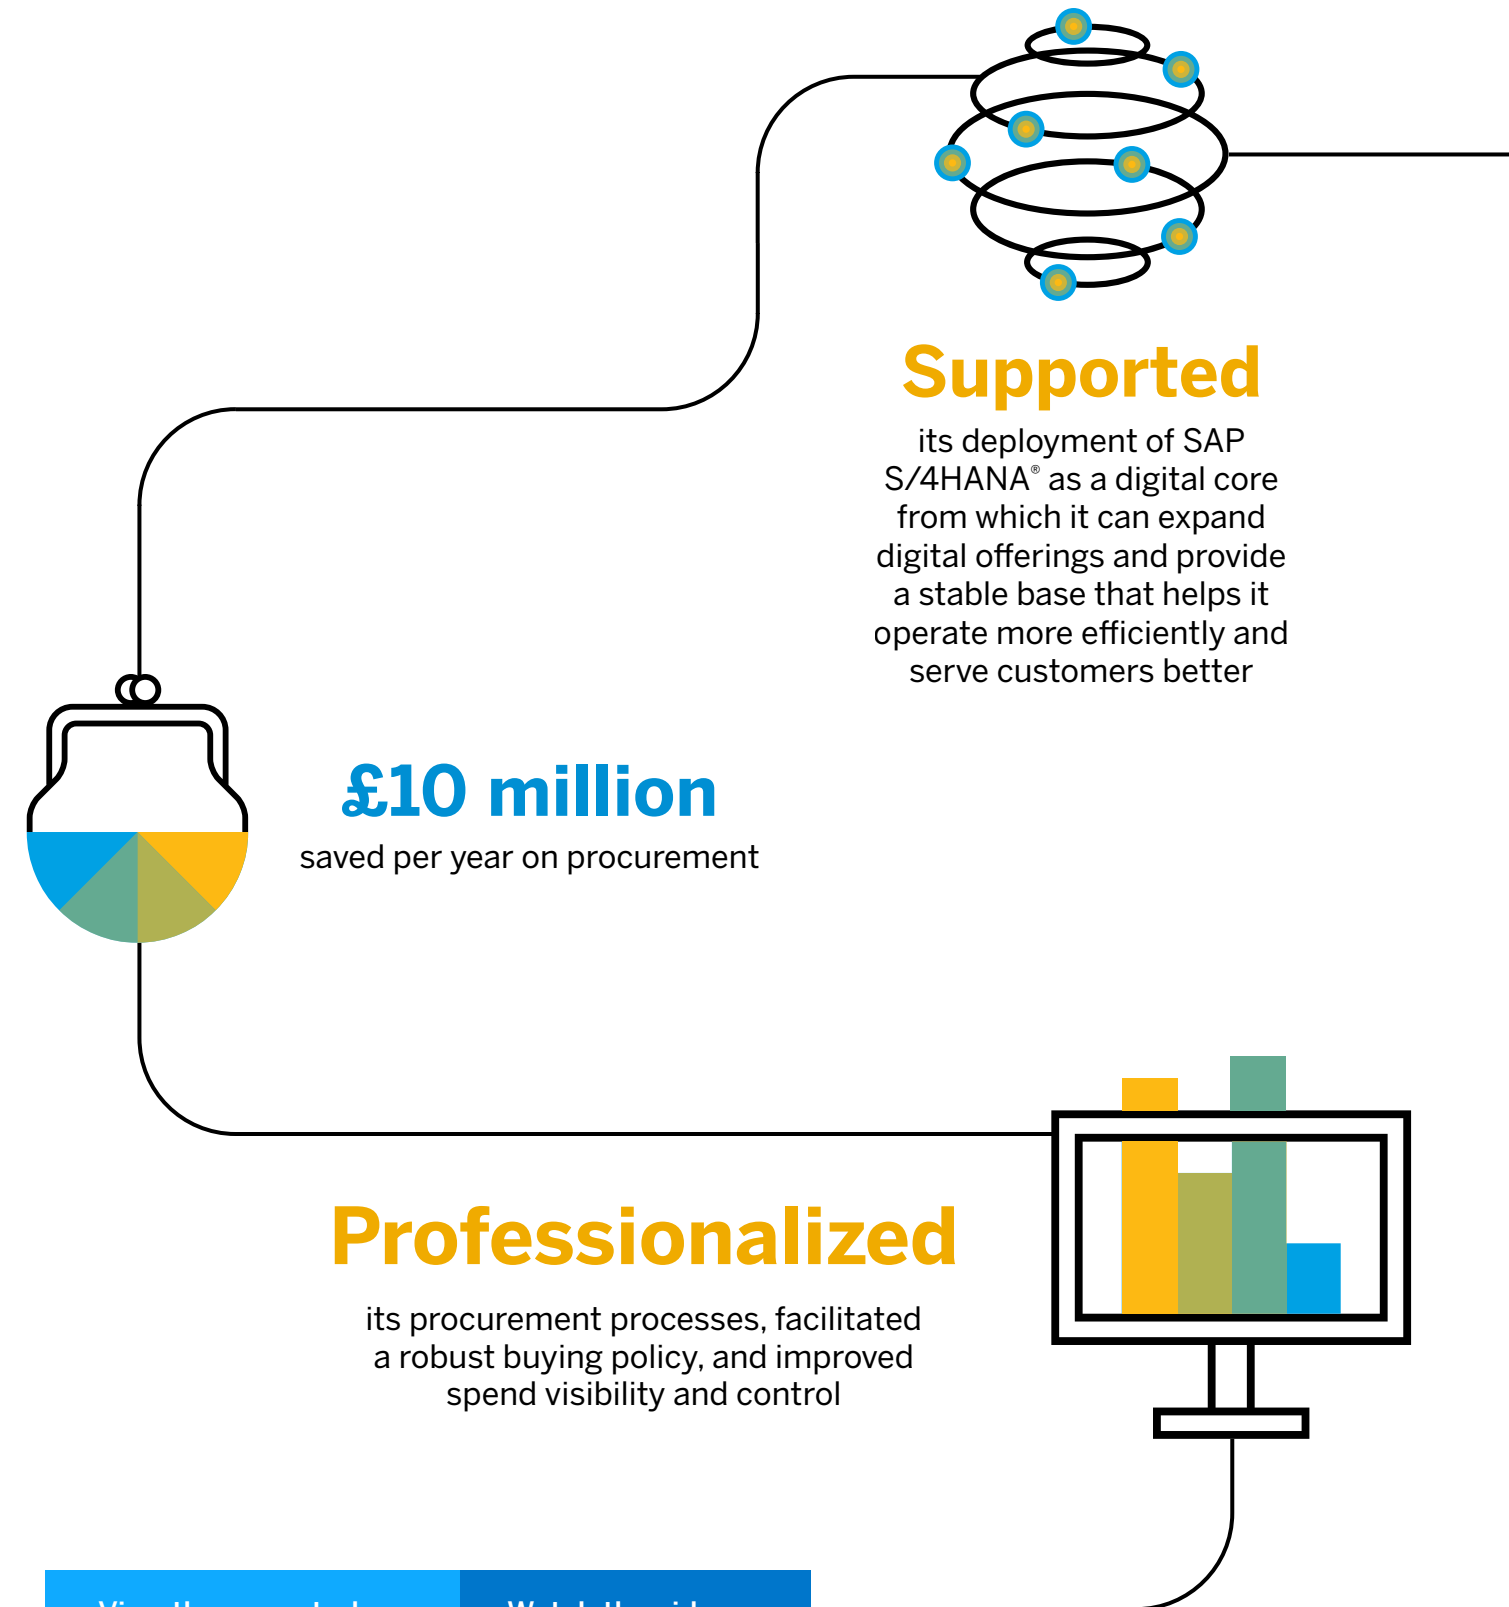 Supported
its deployment of SAP
S/4HANA® as a digital core
from which it can expand
digital offerings and provide
a stable base that helps it
operate more efficiently and
serve customers better
£10 million
saved per year on procurement
Professionalized
its procurement processes, facilitated
a robust buying policy, and improved
spend visibility and control